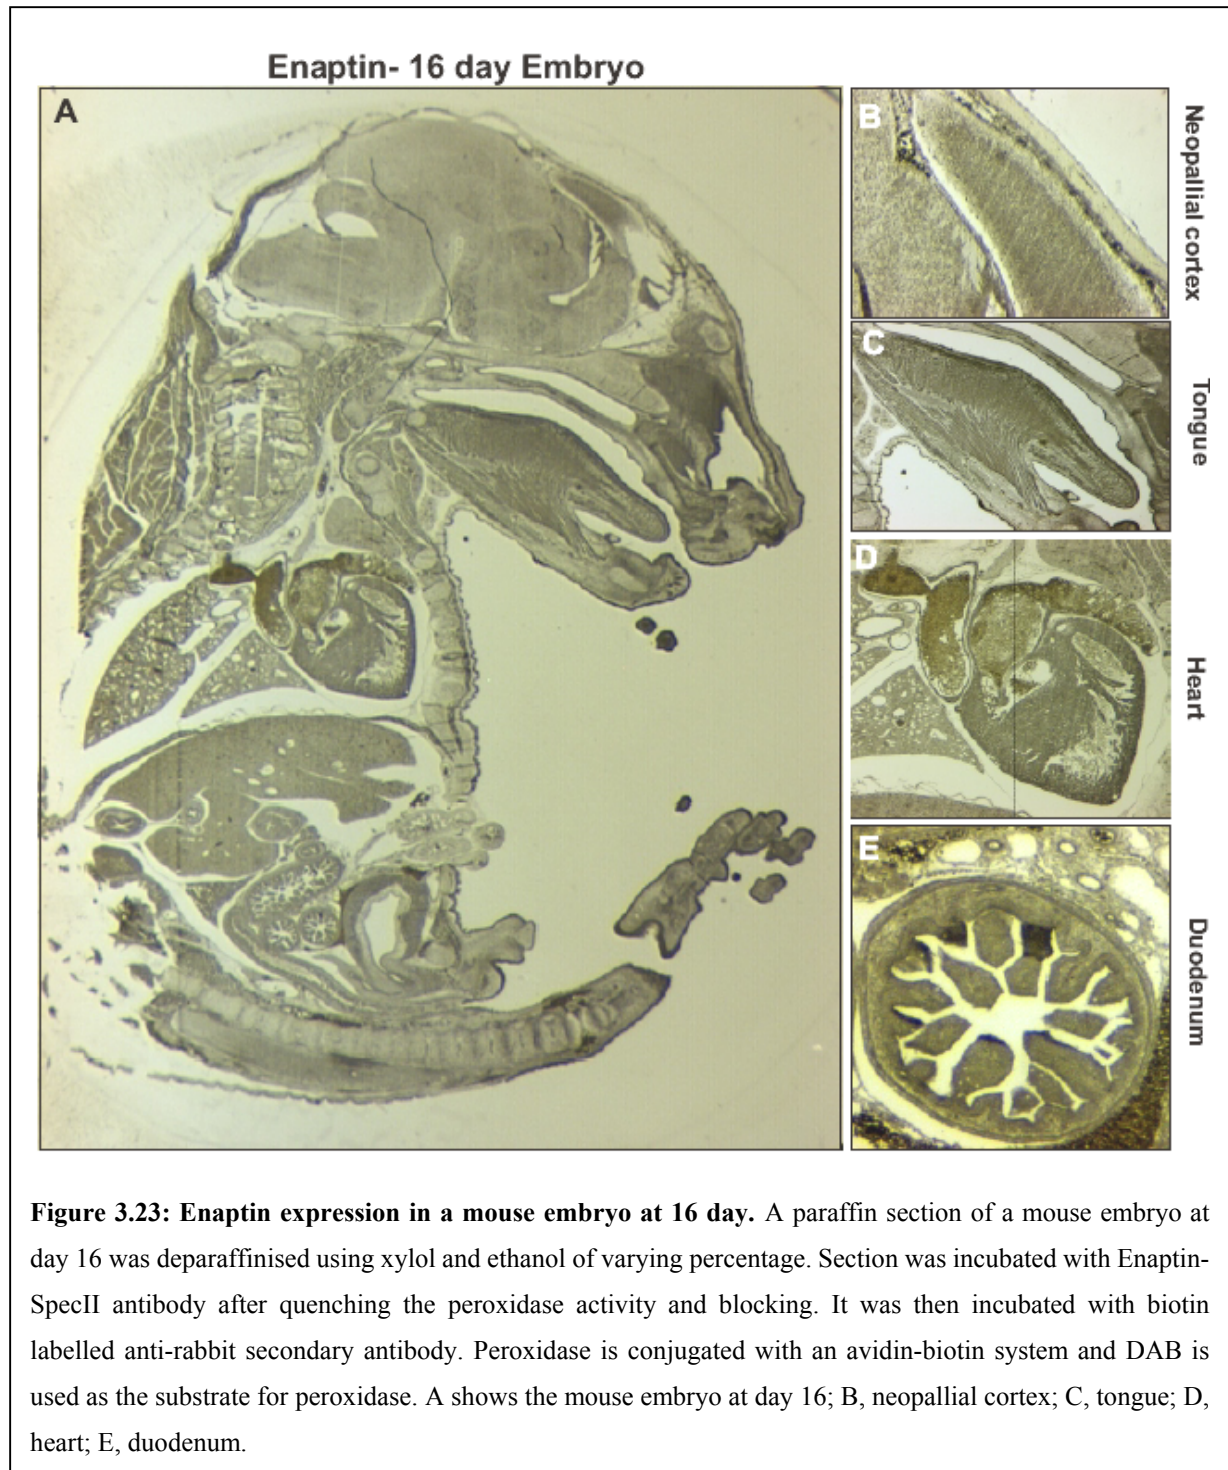 Enaptin- 16 day Embryo
A
B
Neopallial cortex
C
Tongue
D
Heart
E
Duodenum
Figure 3.23: Enaptin expression in a mouse embryo at 16 day. A paraffin section of a mouse embryo at
day 16 was deparaffinised using xylol and ethanol of varying percentage. Section was incubated with Enaptin-
SpecII antibody after quenching the peroxidase activity and blocking. It was then incubated with biotin
labelled anti-rabbit secondary antibody. Peroxidase is conjugated with an avidin-biotin system and DAB is
used as the substrate for peroxidase. A shows the mouse embryo at day 16; B, neopallial cortex; C, tongue; D,
heart; E, duodenum.